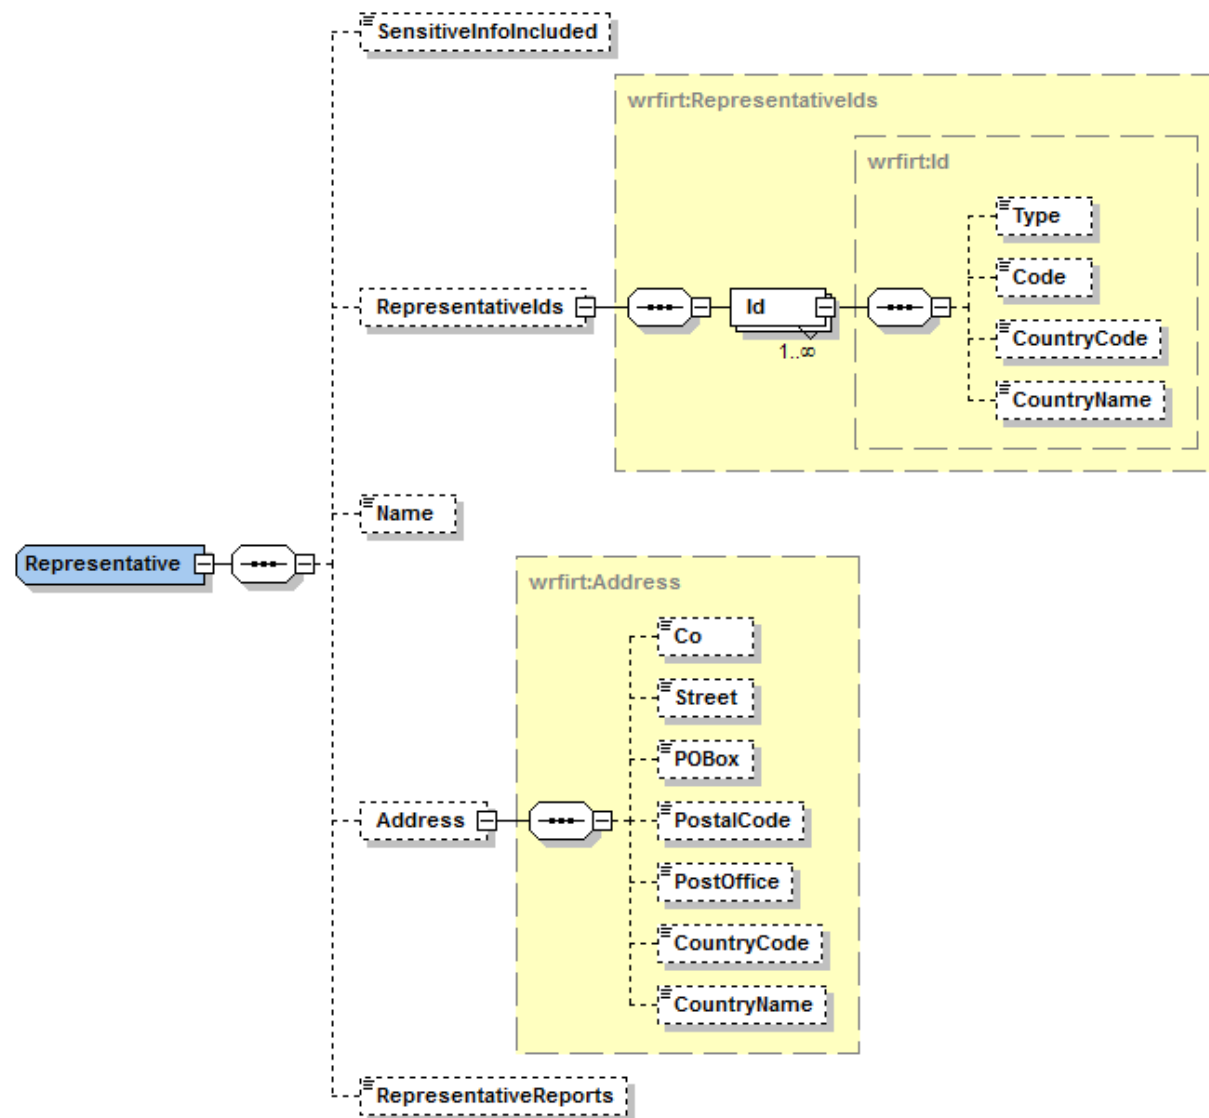 SensitiveInfoIncluded
wrfirt:RepresentativeIds
wrfirt:Id
Type
Code
RepresentativeIds
Id
1..∞
CountryCode
CountryName
Name
Representative
wrfirt:Address
Co
Street
POBox
Address
PostalCode
PostOffice
CountryCode
CountryName
RepresentativeReports